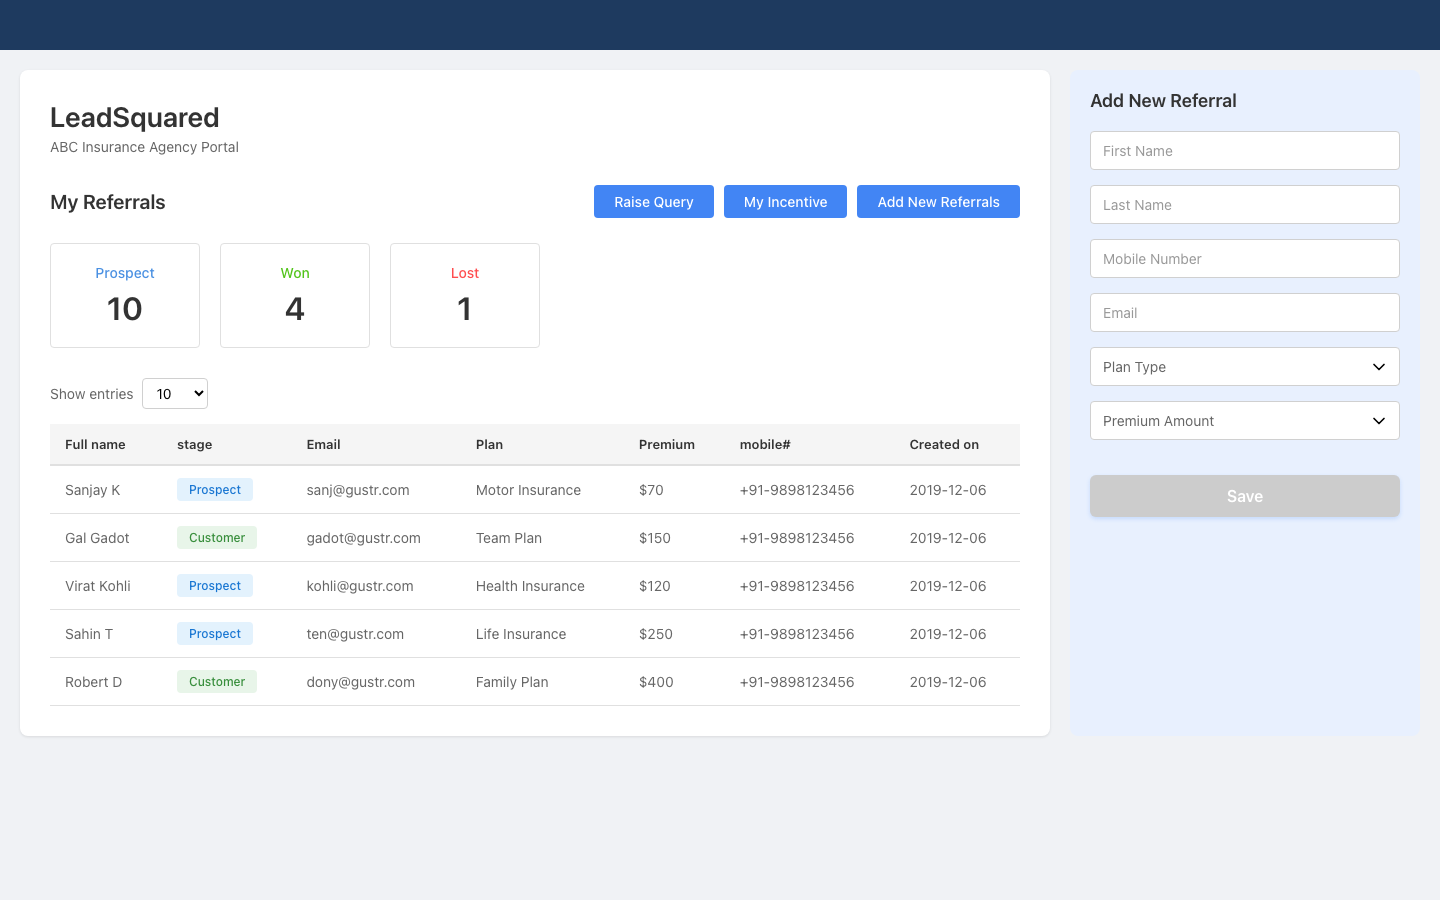 LeadSquared
ABC Insurance Agency Portal
My Referrals
Raise Query
My Incentive
Add New Referrals
Prospect
10
Won
4
Lost
1
Show entries 10
Full name stage Email Plan Premium mobile# Created on
Sanjay K Prospect sanj@gustr.com Motor Insurance $70 +91-9898123456 2019-12-06
Gal Gadot Customer gadot@gustr.com Team Plan $150 +91-9898123456 2019-12-06
Virat Kohli Prospect kohli@gustr.com Health Insurance $120 +91-9898123456 2019-12-06
Sahin T Prospect ten@gustr.com Life Insurance $250 +91-9898123456 2019-12-06
Robert D Customer dony@gustr.com Family Plan $400 +91-9898123456 2019-12-06
Add New Referral
First Name
Last Name
Mobile Number
Email
Plan Type
Premium Amount
Save